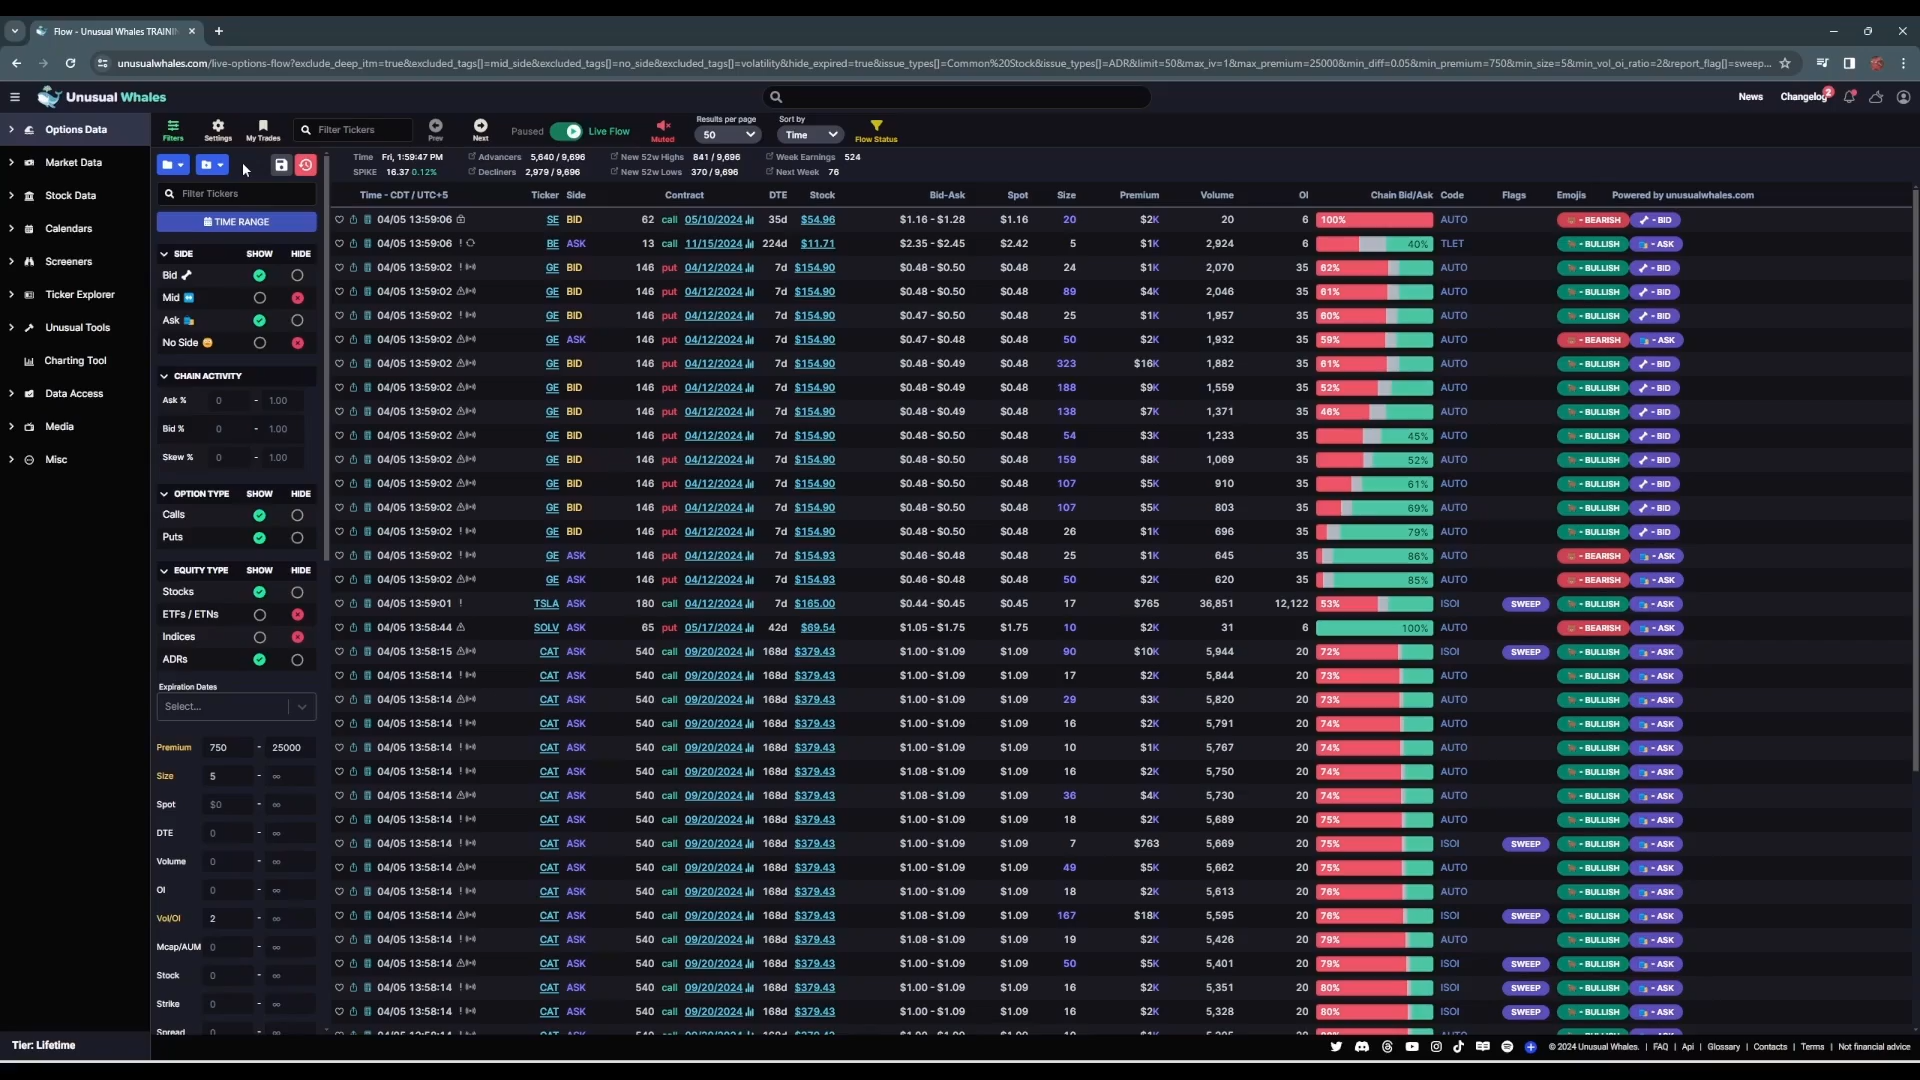 Flow - Unusual Whales TRAININ
unusualwhales.com/live-options-flow?exclude_deep_itm=true&excluded_tags[]=mid_side&excluded_tags[]=no_side&excluded_tags[]=volatility&hide_expired=true&issue_types[]=Common%20Stock&issue_types[]=ADR&limit=50&max_iv=1&max_premium=25000&min_diff=0.05&min_premium=750&min_size=5&min_vol_oi_ratio=2&report_flag[]=sweep...
Unusual Whales
News Changelog 2
Options Data
Market Data
Stock Data
Calendars
Screeners
Ticker Explorer
Unusual Tools
Charting Tool
Data Access
Media
Misc
Tier: Lifetime
Filters Settings My Trades Filter Tickers Prev Next Paused Live Flow Muted Results per page 50 Sort by Time Flow Status
Filter Tickers
TIME RANGE
SIDE SHOW HIDE
Bid
Mid
Ask
No Side
CHAIN ACTIVITY
Ask % 0 - 1.00
Bid % 0 - 1.00
Skew % 0 - 1.00
OPTION TYPE SHOW HIDE
Calls
Puts
EQUITY TYPE SHOW HIDE
Stocks
ETFs / ETNs
Indices
ADRs
Expiration Dates
Select...
Premium 750 - 25000
Size 5 - ∞
Spot $0 - ∞
DTE 0 - ∞
Volume 0 - ∞
OI 0 - ∞
Vol/OI 2 - ∞
Mcap/AUM 0 - ∞
Stock 0 - ∞
Strike 0 - ∞
Spread 0 - ∞
Time Fri, 1:59:47 PM Advancers 5,640 / 9,696 New 52w Highs 841 / 9,696 Week Earnings 524
SPIKE 16.37 0.12% Decliners 2,979 / 9,696 New 52w Lows 370 / 9,696 Next Week 76
Time - CDT / UTC+5 Ticker Side Contract DTE Stock Bid-Ask Spot Size Premium Volume OI Chain Bid/Ask Code Flags Emojis Powered by unusualwhales.com
04/05 13:59:06 SE BID 62 call 05/10/2024 35d $54.96 $1.16 - $1.28 $1.16 20 $2K 20 6 100% AUTO - BEARISH - BID
04/05 13:59:06 ! BE ASK 13 call 11/15/2024 224d $11.71 $2.35 - $2.45 $2.42 5 $1K 2,924 6 40% TLET - BULLISH - ASK
04/05 13:59:02 ! GE BID 146 put 04/12/2024 7d $154.90 $0.48 - $0.50 $0.48 24 $1K 2,070 35 62% AUTO - BULLISH - BID
04/05 13:59:02 GE BID 146 put 04/12/2024 7d $154.90 $0.48 - $0.50 $0.48 89 $4K 2,046 35 61% AUTO - BULLISH - BID
04/05 13:59:02 ! GE BID 146 put 04/12/2024 7d $154.90 $0.47 - $0.50 $0.48 25 $1K 1,957 35 60% AUTO - BULLISH - BID
04/05 13:59:02 GE ASK 146 put 04/12/2024 7d $154.90 $0.47 - $0.48 $0.48 50 $2K 1,932 35 59% AUTO - BEARISH - ASK
04/05 13:59:02 GE BID 146 put 04/12/2024 7d $154.90 $0.48 - $0.49 $0.48 323 $16K 1,882 35 61% AUTO - BULLISH - BID
04/05 13:59:02 GE BID 146 put 04/12/2024 7d $154.90 $0.48 - $0.49 $0.48 188 $9K 1,559 35 52% AUTO - BULLISH - BID
04/05 13:59:02 GE BID 146 put 04/12/2024 7d $154.90 $0.48 - $0.49 $0.48 138 $7K 1,371 35 46% AUTO - BULLISH - BID
04/05 13:59:02 GE BID 146 put 04/12/2024 7d $154.90 $0.48 - $0.50 $0.48 54 $3K 1,233 35 45% AUTO - BULLISH - BID
04/05 13:59:02 GE BID 146 put 04/12/2024 7d $154.90 $0.48 - $0.50 $0.48 159 $8K 1,069 35 52% AUTO - BULLISH - BID
04/05 13:59:02 GE BID 146 put 04/12/2024 7d $154.90 $0.48 - $0.50 $0.48 107 $5K 910 35 61% AUTO - BULLISH - BID
04/05 13:59:02 GE BID 146 put 04/12/2024 7d $154.90 $0.48 - $0.50 $0.48 107 $5K 803 35 69% AUTO - BULLISH - BID
04/05 13:59:02 ! GE BID 146 put 04/12/2024 7d $154.90 $0.48 - $0.50 $0.48 26 $1K 696 35 79% AUTO - BULLISH - BID
04/05 13:59:02 ! GE ASK 146 put 04/12/2024 7d $154.93 $0.46 - $0.48 $0.48 25 $1K 645 35 86% AUTO - BEARISH - ASK
04/05 13:59:02 GE ASK 146 put 04/12/2024 7d $154.93 $0.46 - $0.48 $0.48 50 $2K 620 35 85% AUTO - BEARISH - ASK
04/05 13:59:01 ! TSLA ASK 180 call 04/12/2024 7d $165.00 $0.44 - $0.45 $0.45 17 $765 36,851 12,122 53% ISOI SWEEP - BULLISH - ASK
04/05 13:58:44 SOLV ASK 65 put 05/17/2024 42d $69.54 $1.05 - $1.75 $1.75 10 $2K 31 6 100% AUTO - BEARISH - ASK
04/05 13:58:15 CAT ASK 540 call 09/20/2024 168d $379.43 $1.00 - $1.09 $1.09 90 $10K 5,944 20 72% ISOI SWEEP - BULLISH - ASK
04/05 13:58:14 ! CAT ASK 540 call 09/20/2024 168d $379.43 $1.00 - $1.09 $1.09 17 $2K 5,844 20 73% AUTO - BULLISH - ASK
04/05 13:58:14 CAT ASK 540 call 09/20/2024 168d $379.43 $1.00 - $1.09 $1.09 29 $3K 5,820 20 73% AUTO - BULLISH - ASK
04/05 13:58:14 ! CAT ASK 540 call 09/20/2024 168d $379.43 $1.00 - $1.09 $1.09 16 $2K 5,791 20 74% AUTO - BULLISH - ASK
04/05 13:58:14 ! CAT ASK 540 call 09/20/2024 168d $379.43 $1.00 - $1.09 $1.09 10 $1K 5,767 20 74% AUTO - BULLISH - ASK
04/05 13:58:14 ! CAT ASK 540 call 09/20/2024 168d $379.43 $1.08 - $1.09 $1.09 16 $2K 5,750 20 74% AUTO - BULLISH - ASK
04/05 13:58:14 CAT ASK 540 call 09/20/2024 168d $379.43 $1.08 - $1.09 $1.09 36 $4K 5,730 20 74% AUTO - BULLISH - ASK
04/05 13:58:14 ! CAT ASK 540 call 09/20/2024 168d $379.43 $1.00 - $1.09 $1.09 18 $2K 5,689 20 75% AUTO - BULLISH - ASK
04/05 13:58:14 ! CAT ASK 540 call 09/20/2024 168d $379.43 $1.00 - $1.09 $1.09 7 $763 5,669 20 75% ISOI SWEEP - BULLISH - ASK
04/05 13:58:14 CAT ASK 540 call 09/20/2024 168d $379.43 $1.00 - $1.09 $1.09 49 $5K 5,662 20 75% AUTO - BULLISH - ASK
04/05 13:58:14 ! CAT ASK 540 call 09/20/2024 168d $379.43 $1.00 - $1.09 $1.09 18 $2K 5,613 20 76% AUTO - BULLISH - ASK
04/05 13:58:14 CAT ASK 540 call 09/20/2024 168d $379.43 $1.08 - $1.09 $1.09 167 $18K 5,595 20 76% ISOI SWEEP - BULLISH - ASK
04/05 13:58:14 ! CAT ASK 540 call 09/20/2024 168d $379.43 $1.08 - $1.09 $1.09 19 $2K 5,426 20 79% AUTO - BULLISH - ASK
04/05 13:58:14 CAT ASK 540 call 09/20/2024 168d $379.43 $1.00 - $1.09 $1.09 50 $5K 5,401 20 79% ISOI SWEEP - BULLISH - ASK
04/05 13:58:14 ! CAT ASK 540 call 09/20/2024 168d $379.43 $1.00 - $1.09 $1.09 16 $2K 5,351 20 80% ISOI SWEEP - BULLISH - ASK
04/05 13:58:14 ! CAT ASK 540 call 09/20/2024 168d $379.43 $1.00 - $1.09 $1.09 16 $2K 5,328 20 80% ISOI SWEEP - BULLISH - ASK
© 2024 Unusual Whales. | FAQ | Api | Glossary | Contacts | Terms | Not financial advice